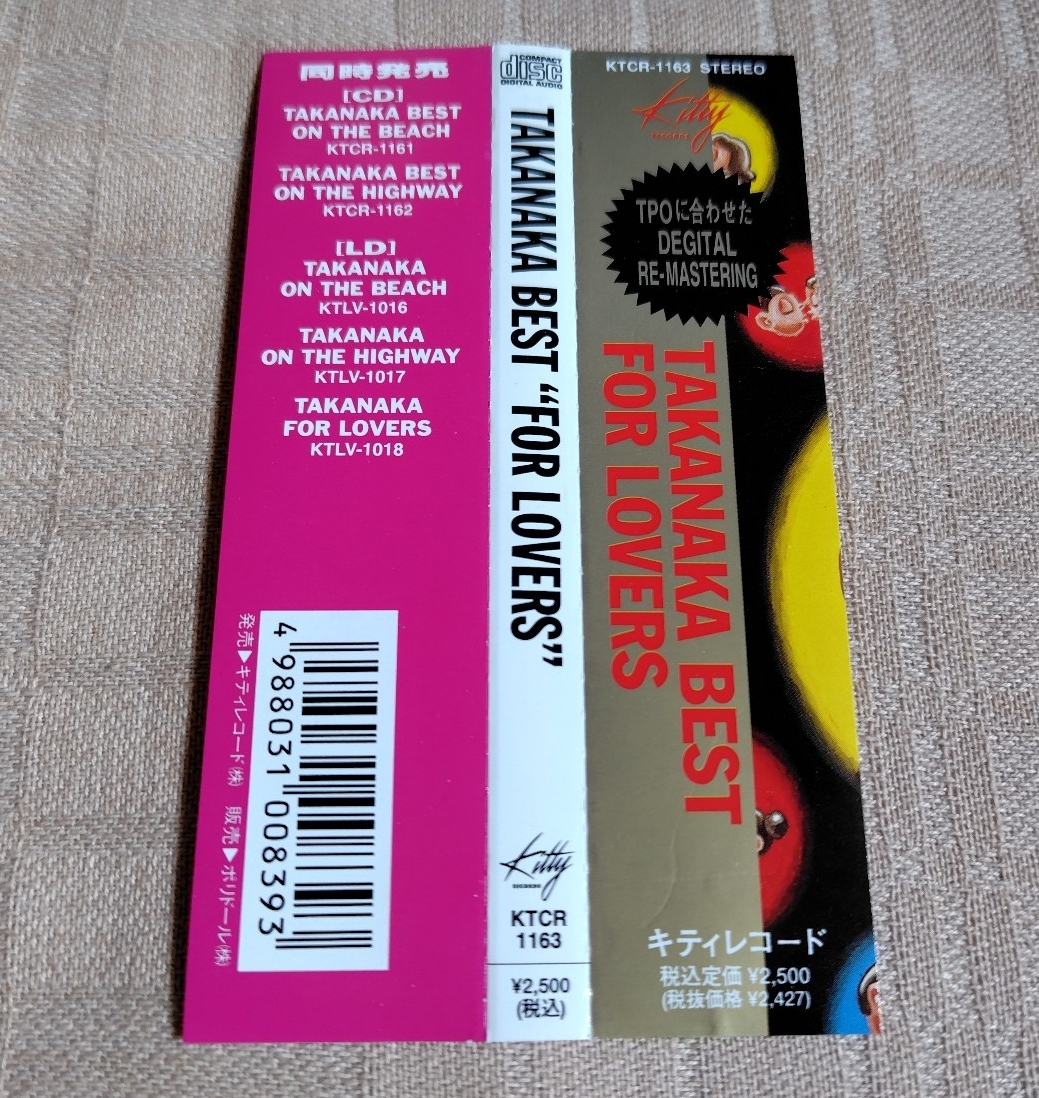 同時発売
[CD]
TAKANAKA BEST
ON THE BEACH
KTCR-1161
TAKANAKA BEST
ON THE HIGHWAY
KTCR-1162
[LD]
TAKANAKA
ON THE BEACH
KTLV-1016
TAKANAKA
ON THE HIGHWAY
KTLV-1017
TAKANAKA
FOR LOVERS
KTLV-1018
4 988031 008393
発売▶キティレコード(株) 販売▶ポリドール(株)
COMPACT
disc
DIGITAL AUDIO
TAKANAKA BEST “FOR LOVERS”
Kitty
RECORDS
KTCR
1163
¥2,500
(税込)
KTCR-1163 STEREO
Kitty
RECORDS
TPOに合わせた
DEGITAL
RE-MASTERING
TAKANAKA BEST
FOR LOVERS
キティレコード
税込定価 ¥2,500
(税抜価格 ¥2,427)